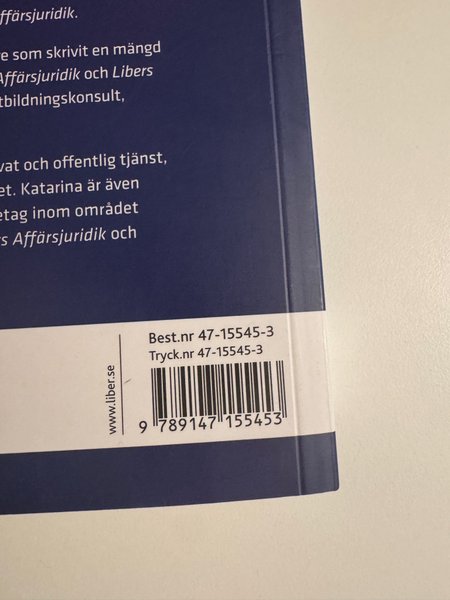 ffärsjuridik.
e som skrivit en mängd
Affärsjuridik och Libers
tbildningskonsult,
vat och offentlig tjänst,
et. Katarina är även
etag inom området
s Affärsjuridik och
www.liber.se
Best.nr 47-15545-3
Tryck.nr 47-15545-3
9 789147 155453